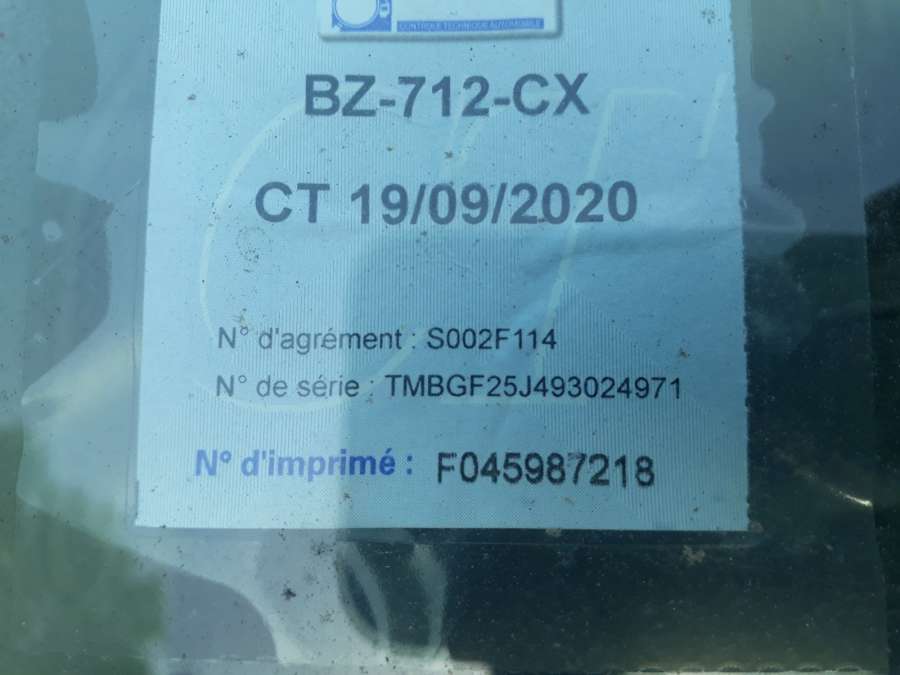 CONTROLE TECHNIQUE AUTOMOBILE
BZ-712-CX
CT 19/09/2020
N° d'agrément : S002F114
N° de série : TMBGF25J493024971
N° d'imprimé : F045987218